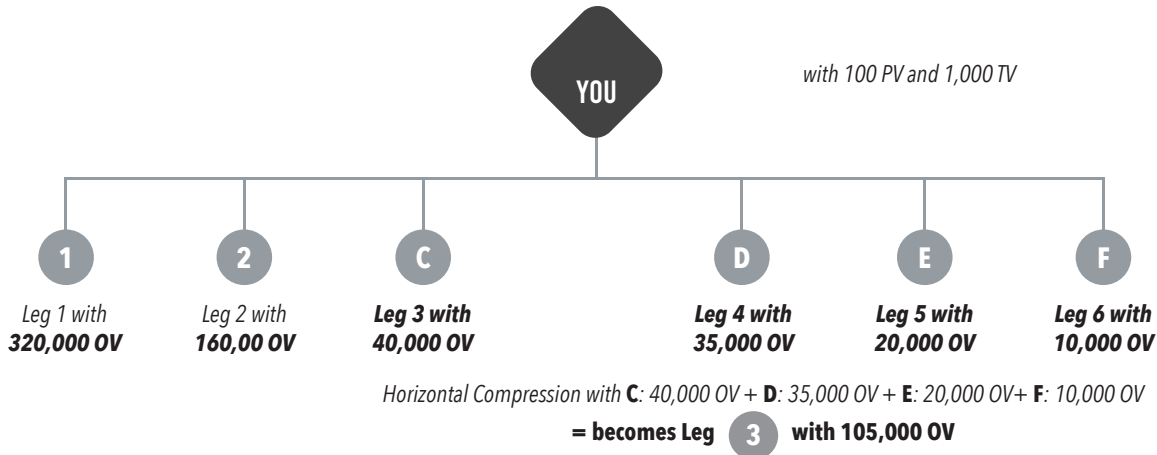 YOU
with 100 PV and 1,000 TV
1
2
C
D
E
F
Leg 1 with
320,000 OV
Leg 2 with
160,00 OV
Leg 3 with
40,000 OV
Leg 4 with
35,000 OV
Leg 5 with
20,000 OV
Leg 6 with
10,000 OV
Horizontal Compression with C: 40,000 OV + D: 35,000 OV + E: 20,000 OV+ F: 10,000 OV
= becomes Leg 3 with 105,000 OV